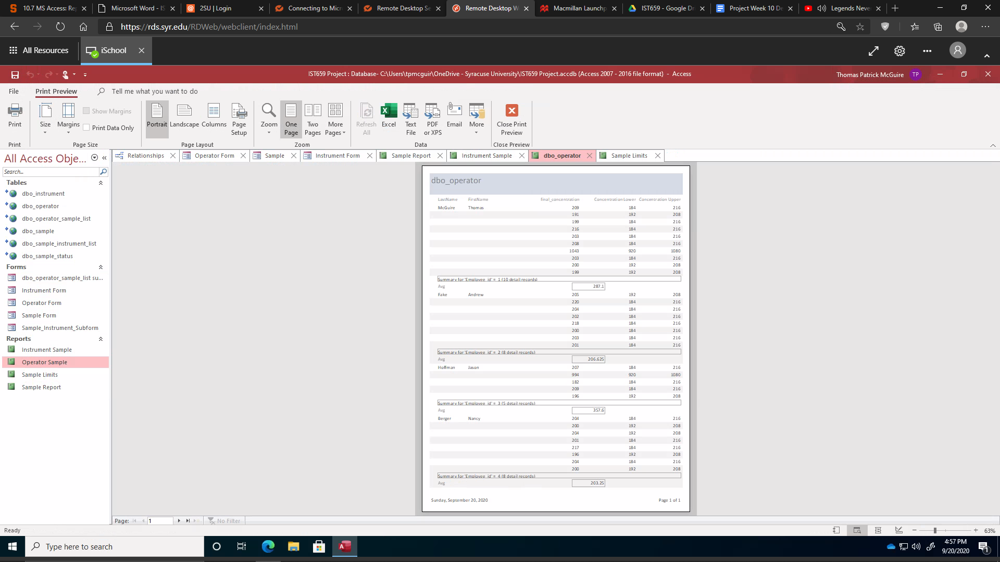 10.7 MS Access: Re
Microsoft Word - IS
2SU | Login
Connecting to Micr
Remote Desktop Se
Remote Desktop W
Macmillan Launchp
IST659 - Google Dr
Project Week 10 De
Legends Neve
https://rds.syr.edu/RDWeb/webclient/index.html
All Resources
iSchool
IST659 Project : Database- C:\Users\tpmcguir\OneDrive - Syracuse University\IST659 Project.accdb (Access 2007 - 2016 file format) - Access
Thomas Patrick McGuire TP
File Print Preview Tell me what you want to do
Print
Size
Margins
Show Margins
Print Data Only
Portrait
Landscape
Columns
Page Setup
Zoom
One Page
Two Pages
More Pages
Refresh All
Excel
Text File
PDF or XPS
Email
More
Close Print Preview
Print
Page Size
Page Layout
Zoom
Data
Close Preview
All Access Obje...
Search...
Tables
dbo_instrument
dbo_operator
dbo_operator_sample_list
dbo_sample
dbo_sample_instrument_list
dbo_sample_status
Forms
dbo_operator_sample_list su...
Instrument Form
Operator Form
Sample Form
Sample_Instrument_Subform
Reports
Instrument Sample
Operator Sample
Sample Limits
Sample Report
Relationships
Operator Form
Sample
Instrument Form
Sample Report
Instrument Sample
dbo_operator
Sample Limits
dbo_operator
LastName FirstName final_concentration Concentration Lower Concentration Upper
McGuire Thomas 209 184 216
191 192 208
199 184 216
216 184 216
203 184 216
208 184 216
1043 920 1080
203 184 216
200 192 208
199 192 208
Summary for 'Employee_id' = 1 (10 detail records)
Avg 287.1
Fake Andrew 205 192 208
220 184 216
204 184 216
202 184 216
218 184 216
200 184 216
203 184 216
201 184 216
Summary for 'Employee_id' = 2 (8 detail records)
Avg 206.625
Hoffman Jason 207 184 216
994 920 1080
182 184 216
209 184 216
196 192 208
Summary for 'Employee_id' = 3 (5 detail records)
Avg 357.6
Berger Nancy 204 184 216
200 192 208
204 192 208
201 184 216
217 184 216
196 192 208
204 184 216
200 192 208
Summary for 'Employee_id' = 4 (8 detail records)
Avg 203.25
Sunday, September 20, 2020 Page 1 of 1
Page: 1 No Filter
Ready
63%
Type here to search
4:57 PM
9/20/2020
1